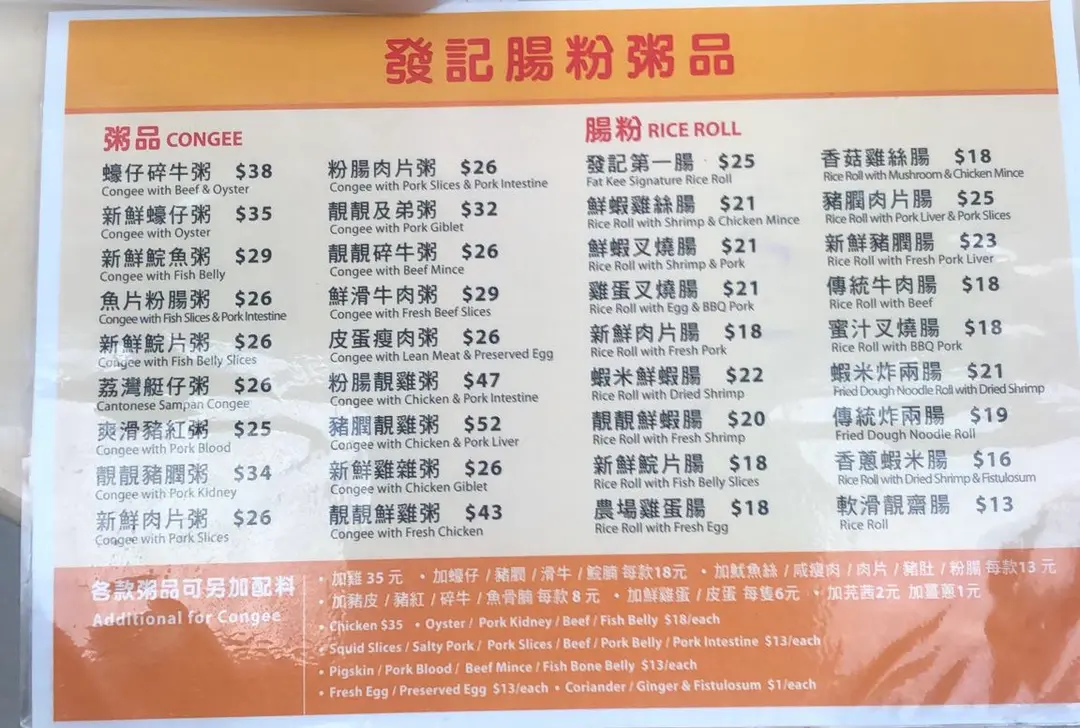 發記腸粉粥品
粥品 CONGEE
蠔仔碎牛粥 $38
Congee with Beef & Oyster
新鮮蠔仔粥 $35
Congee with Oyster
新鮮鯇魚粥 $29
Congee with Fish Belly
魚片粉腸粥 $26
Congee with Fish Slices & Pork Intestine
新鮮鯇片粥 $26
Congee with Fish Belly Slices
荔灣艇仔粥 $26
Cantonese Sampan Congee
爽滑豬紅粥 $25
Congee with Pork Blood
靚靚豬膶粥 $34
Congee with Pork Kidney
新鮮肉片粥 $26
Congee with Pork Slices
粉腸肉片粥 $26
Congee with Pork Slices & Pork Intestine
靚靚及弟粥 $32
Congee with Pork Giblet
靚靚碎牛粥 $26
Congee with Beef Mince
鮮滑牛肉粥 $29
Congee with Fresh Beef Slices
皮蛋瘦肉粥 $26
Congee with Lean Meat & Preserved Egg
粉腸靚雞粥 $47
Congee with Chicken & Pork Intestine
豬膶靚雞粥 $52
Congee with Chicken & Pork Liver
新鮮雞雜粥 $26
Congee with Chicken Giblet
靚靚鮮雞粥 $43
Congee with Fresh Chicken
腸粉 RICE ROLL
發記第一腸 $25
Fat Kee Signature Rice Roll
鮮蝦雞絲腸 $21
Rice Roll with Shrimp & Chicken Mince
鮮蝦叉燒腸 $21
Rice Roll with Shrimp & Pork
雞蛋叉燒腸 $21
Rice Roll with Egg & BBQ Pork
新鮮肉片腸 $18
Rice Roll with Fresh Pork
蝦米鮮蝦腸 $22
Rice Roll with Dried Shrimp
靚靚鮮蝦腸 $20
Rice Roll with Fresh Shrimp
新鮮鯇片腸 $18
Rice Roll with Fish Belly Slices
農場雞蛋腸 $18
Rice Roll with Fresh Egg
香菇雞絲腸 $18
Rice Roll with Mushroom & Chicken Mince
豬膶肉片腸 $25
Rice Roll with Pork Liver & Pork Slices
新鮮豬膶腸 $23
Rice Roll with Fresh Pork Liver
傳統牛肉腸 $18
Rice Roll with Beef
蜜汁叉燒腸 $18
Rice Roll with BBQ Pork
蝦米炸兩腸 $21
Fried Dough Noodle Roll with Dried Shrimp
傳統炸兩腸 $19
Fried Dough Noodle Roll
香蔥蝦米腸 $16
Rice Roll with Dried Shrimp & Fistulosum
軟滑靚齋腸 $13
Rice Roll
各款粥品可另加配料
Additional for Congee
• 加雞 35 元 • 加蠔仔 / 豬膶 / 滑牛 / 鯇腩 每款18元 • 加魷魚絲 / 咸瘦肉 / 肉片 / 豬肚 / 粉腸 每款13 元
• 加豬皮 / 豬紅 / 碎牛 / 魚骨腩 每款 8 元 • 加鮮雞蛋 / 皮蛋 每隻6元 • 加芫茜2元 加薑蔥1元
• Chicken $35 • Oyster / Pork Kidney / Beef / Fish Belly $18/each
• Squid Slices / Salty Pork / Pork Slices / Beef / Pork Belly / Pork Intestine $13/each
• Pigskin / Pork Blood / Beef Mince / Fish Bone Belly $13/each
• Fresh Egg / Preserved Egg $13/each • Coriander / Ginger & Fistulosum $1/each